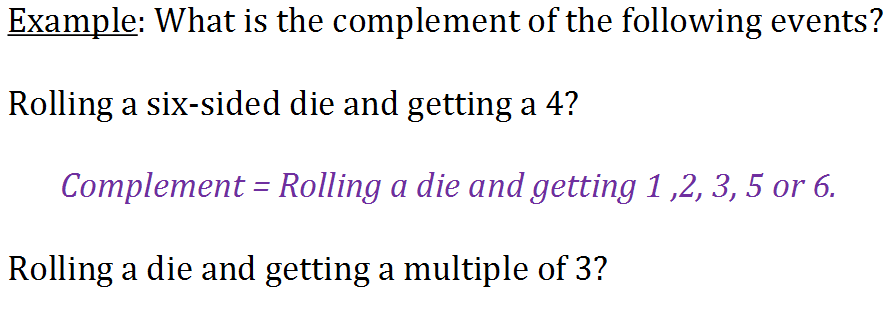 Example: What is the complement of the following events?
Rolling a six-sided die and getting a 4?
Complement = Rolling a die and getting 1 ,2, 3, 5 or 6.
Rolling a die and getting a multiple of 3?